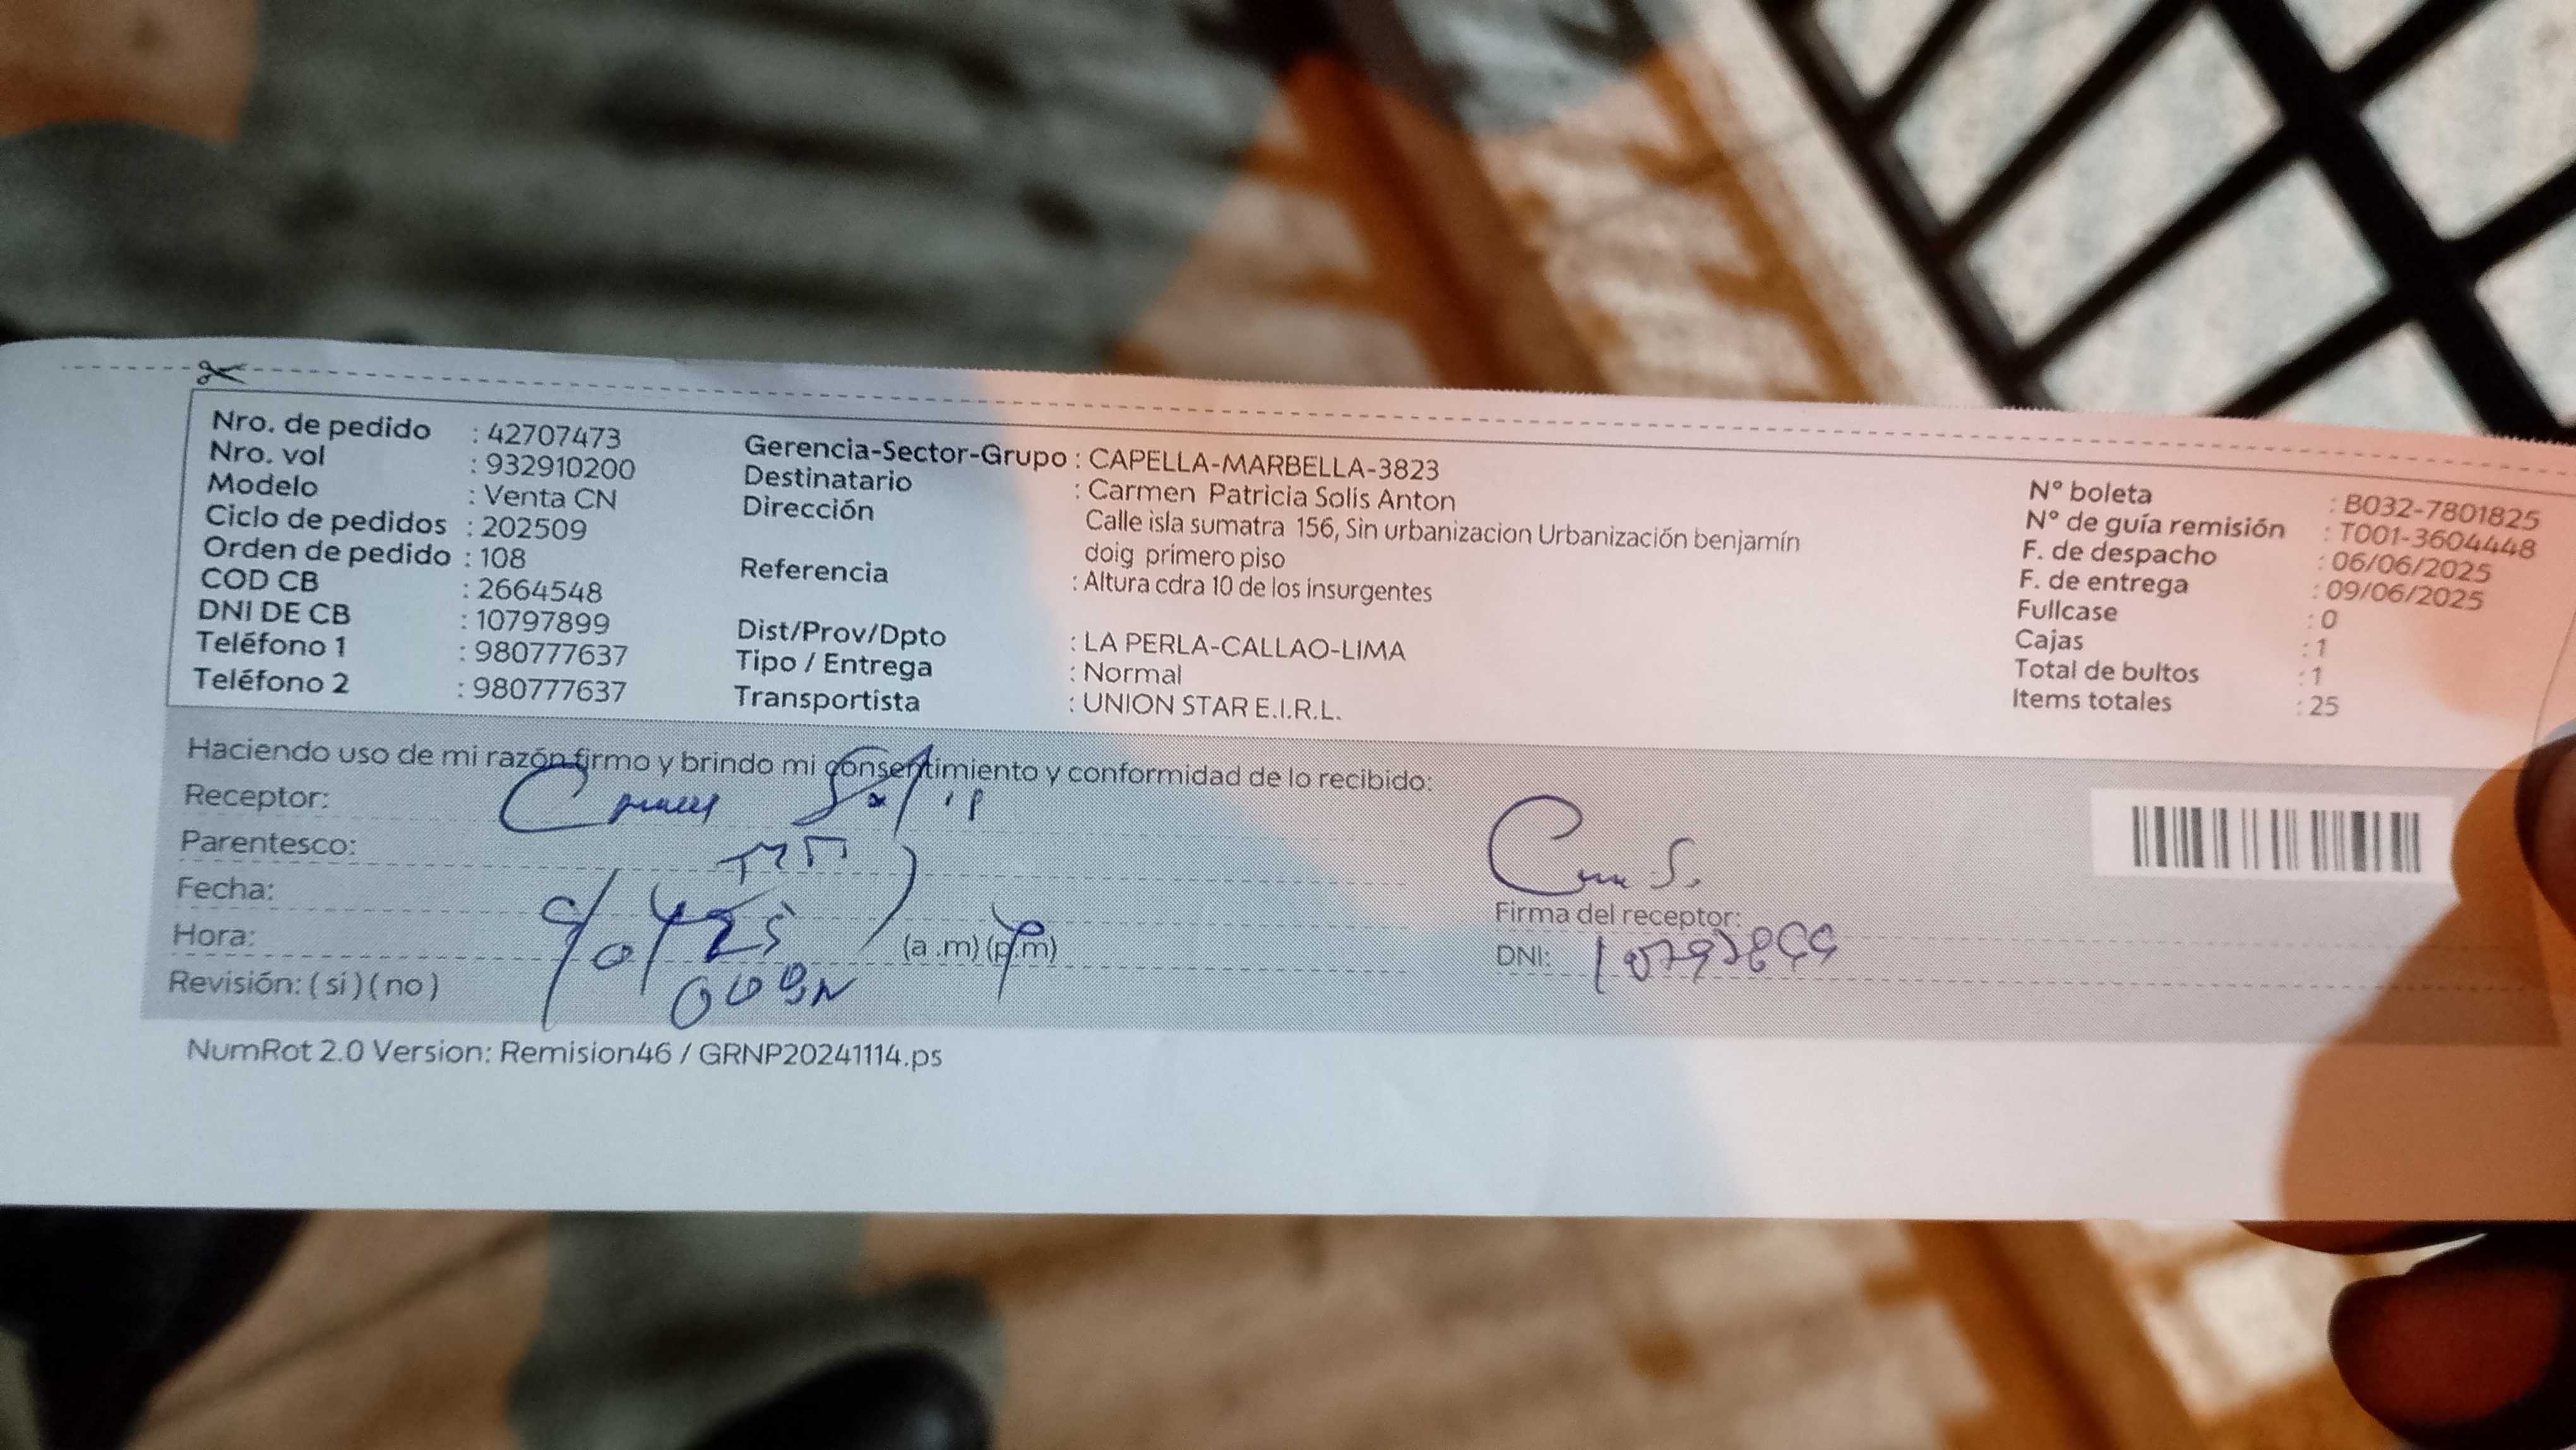 Nro. de pedido : 42707473
Nro. vol : 932910200
Modelo : Venta CN
Ciclo de pedidos : 202509
Orden de pedido : 108
COD CB : 2664548
DNI DE CB : 10797899
Teléfono 1 : 980777637
Teléfono 2 : 980777637
Gerencia-Sector-Grupo : CAPELLA-MARBELLA-3823
Destinatario : Carmen Patricia Solis Anton
Dirección Calle isla sumatra 156, Sin urbanizacion Urbanización benjamín
doig primero piso
Referencia : Altura cdra 10 de los insurgentes
Dist/Prov/Dpto : LA PERLA-CALLAO-LIMA
Tipo / Entrega : Normal
Transportista : UNION STAR E.I.R.L.
N° boleta : B032-7801825
N° de guía remisión : T001-3604448
F. de despacho : 06/06/2025
F. de entrega : 09/06/2025
Fullcase : 0
Cajas : 1
Total de bultos : 1
Items totales : 25
Haciendo uso de mi razón firmo y brindo mi consentimiento y conformidad de lo recibido:
Receptor: Carmen Solis
Parentesco:
Fecha:
Hora: (a.m) (p.m)
Revisión: ( si ) ( no )
Firma del receptor:
DNI: 10797899
NumRot 2.0 Version: Remision46 / GRNP20241114.ps